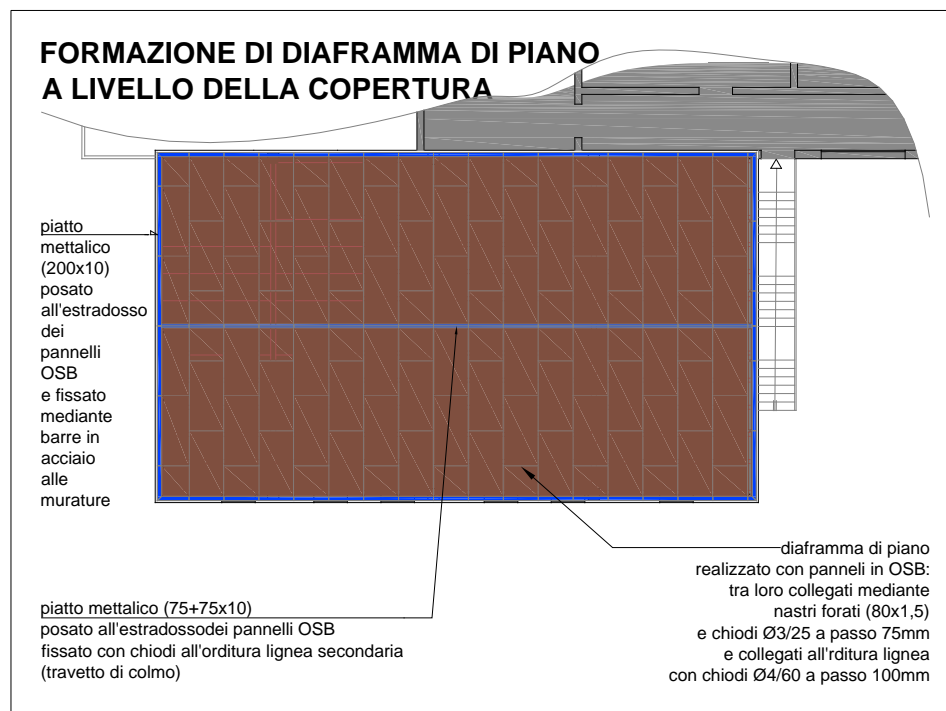 FORMAZIONE DI DIAFRAMMA DI PIANO
A LIVELLO DELLA COPERTURA
piatto
mettalico
(200x10)
posato
all'estradosso
dei
pannelli
OSB
e fissato
mediante
barre in
acciaio
alle
murature
piatto mettalico (75+75x10)
posato all'estradossodei pannelli OSB
fissato con chiodi all'orditura lignea secondaria
(travetto di colmo)
diaframma di piano
realizzato con panneli in OSB:
tra loro collegati mediante
nastri forati (80x1,5)
e chiodi Ø3/25 a passo 75mm
e collegati all'rditura lignea
con chiodi Ø4/60 a passo 100mm